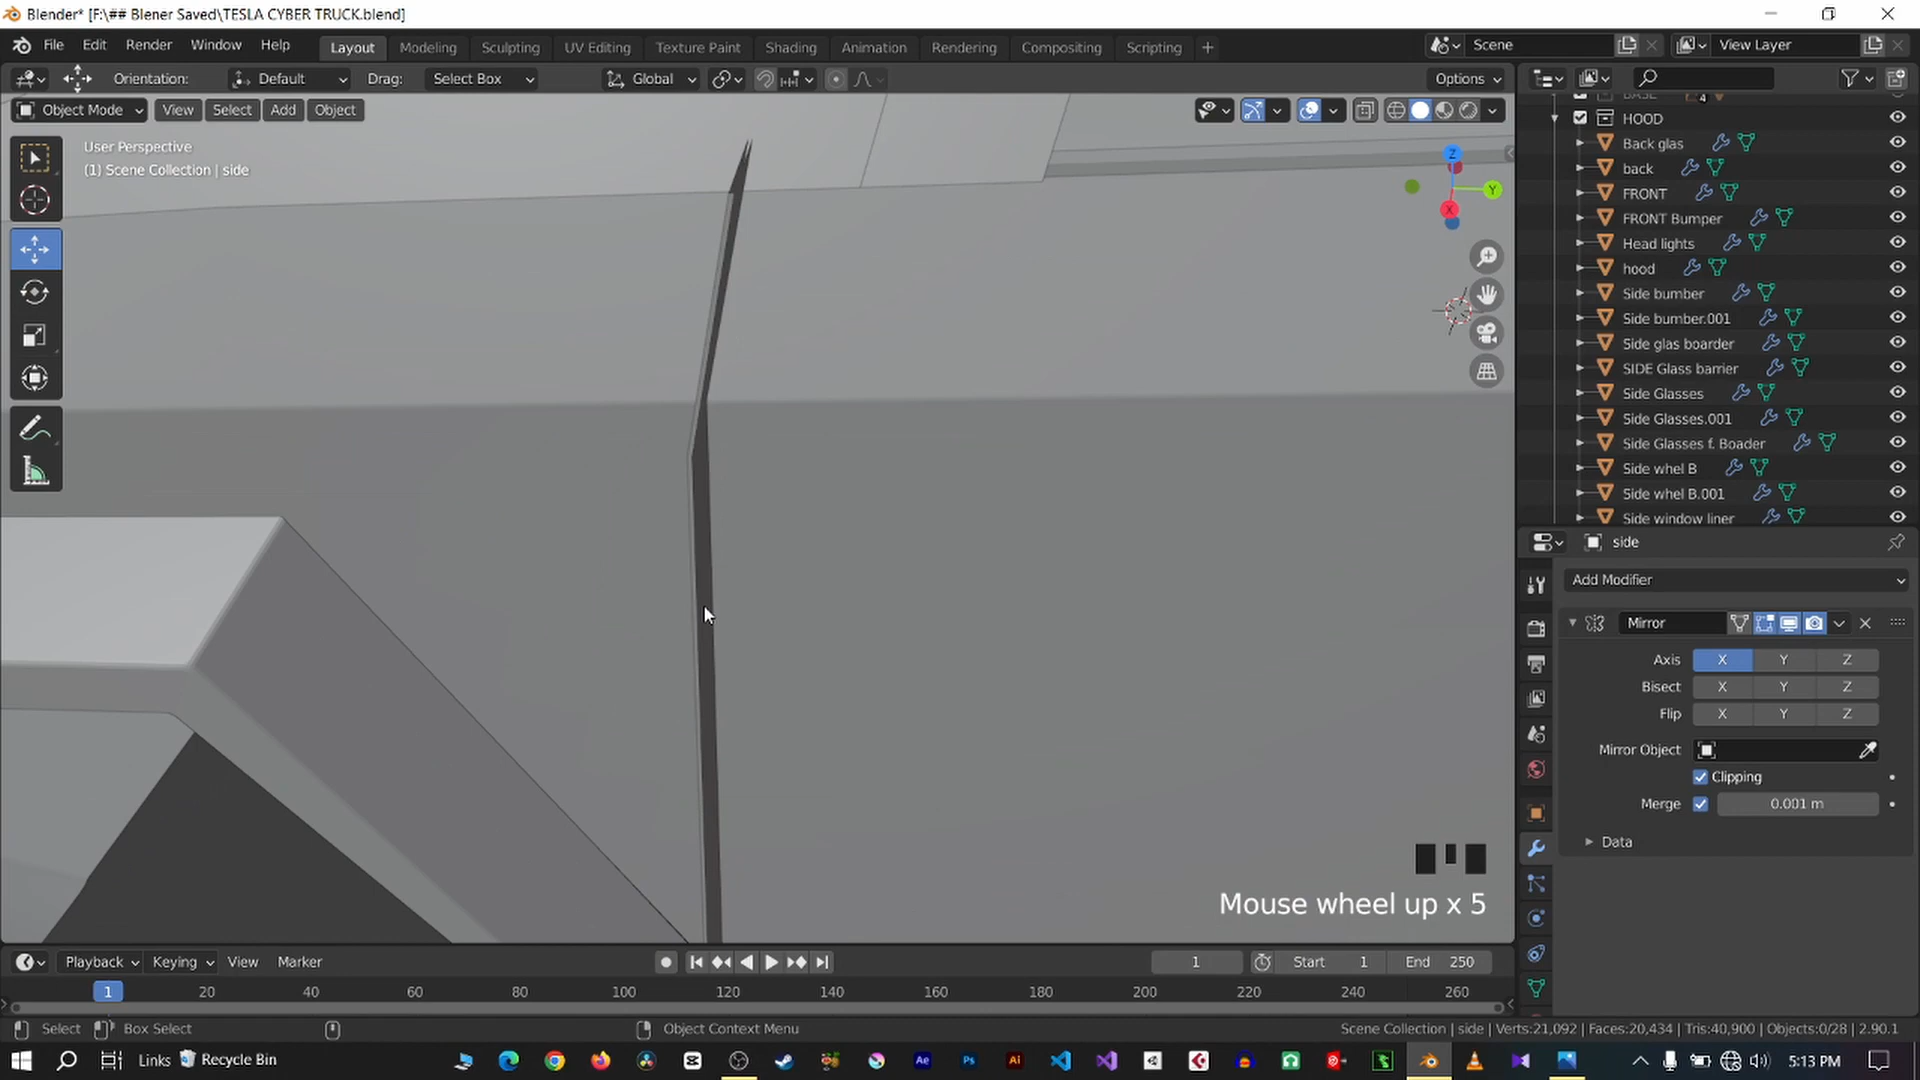 Blender* [F:\## Blener Saved\TESLA CYBER TRUCK.blend]
File Edit Render Window Help Layout Modeling Sculpting UV Editing Texture Paint Shading Animation Rendering Compositing Scripting + Scene View Layer
Orientation: Default Drag: Select Box Global Options
Object Mode View Select Add Object
User Perspective
(1) Scene Collection | side
Z
Y
X
BASE 4
HOOD
Back glas
back
FRONT
FRONT Bumper
Head lights
hood
Side bumber
Side bumber.001
Side glas boarder
SIDE Glass barrier
Side Glasses
Side Glasses.001
Side Glasses f. Boader
Side whel B
Side whel B.001
Side window liner
side
Add Modifier
Mirror
Axis X Y Z
Bisect X Y Z
Flip X Y Z
Mirror Object
Clipping
Merge 0.001 m
Data
Mouse wheel up x 5
Playback Keying View Marker 1 Start 1 End 250
1 20 40 60 80 100 120 140 160 180 200 220 240 260
Select Box Select Object Context Menu Scene Collection | side | Verts:21,092 | Faces:20,434 | Tris:40,900 | Objects:0/28 | 2.90.1
Links Recycle Bin Ae Ps Ai 5:13 PM